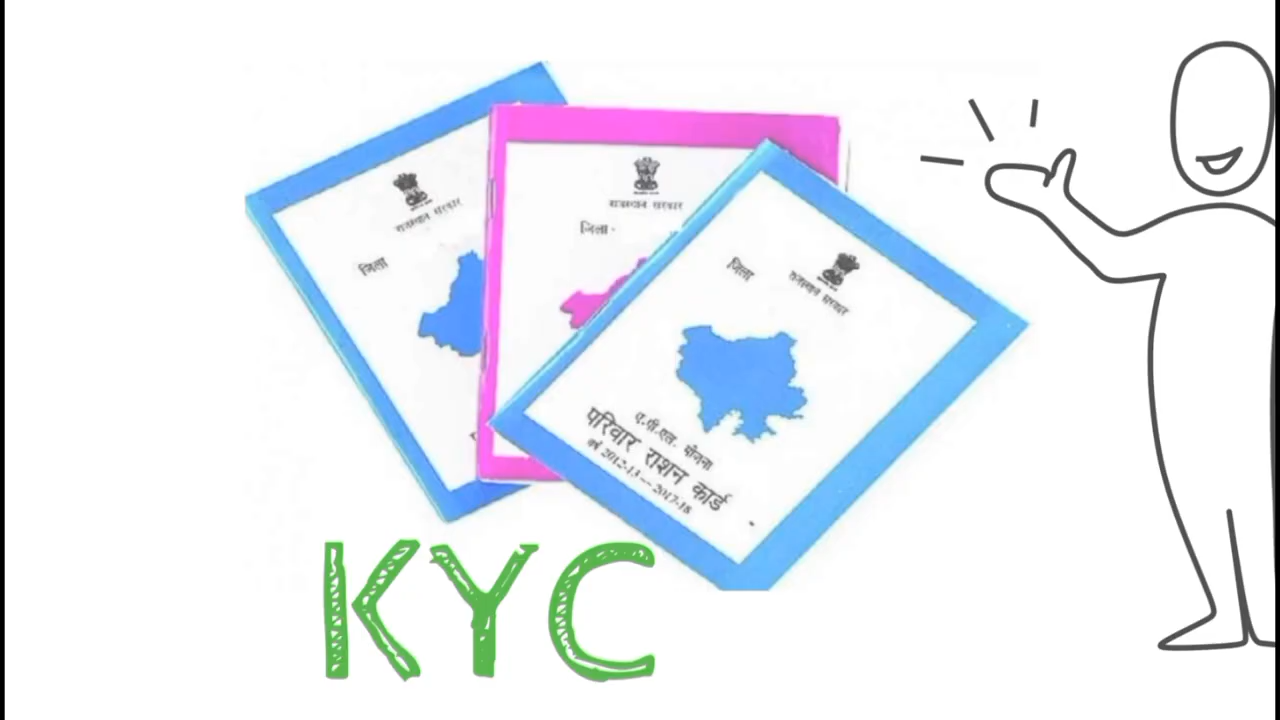 राजस्थान सरकार
जिला
राजस्थान सरकार
जिला -
राजस्थान सरकार
जिला
ए.पी.एल. योजना
परिवार राशन कार्ड
वर्ष 2012-13 — 2017-18
KYC